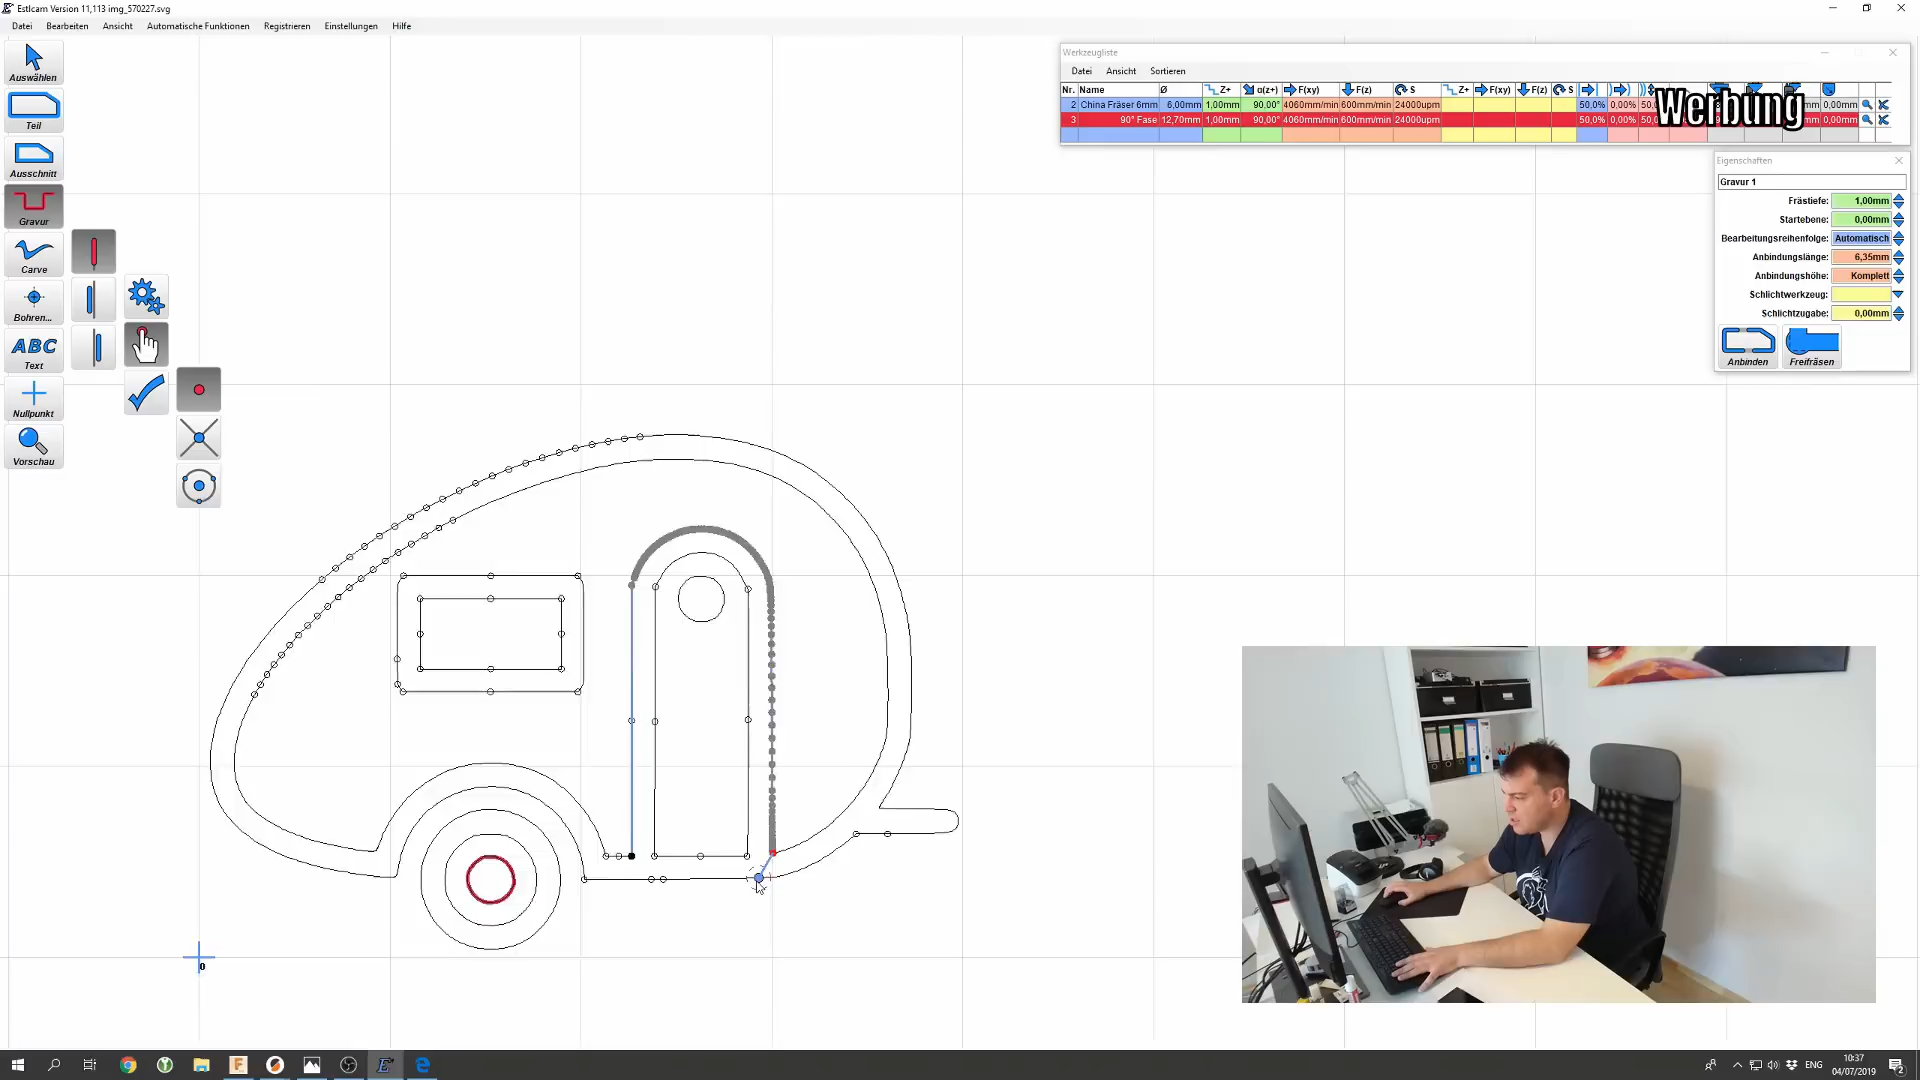 Estlcam Version 11,113 img_570227.svg
Datei Bearbeiten Ansicht Automatische Funktionen Registrieren Einstellungen Hilfe
Auswählen
Teil
Ausschnitt
Gravur
Carve
Bohren...
ABC
Text
Nullpunkt
Vorschau
0
Werkzeugliste
Datei Ansicht Sortieren
Nr. Name Ø Z+ α(z+) F(xy) F(z) S Z+ F(xy) F(z) S
2 China Fräser 6mm 6,00mm 1,00mm 90,00° 4060mm/min 600mm/min 24000upm 50,0% 0,00% 0,00mm
3 90° Fase 12,70mm 1,00mm 90,00° 4060mm/min 600mm/min 24000upm 50,0% 0,00% 0,00mm
Werbung
Eigenschaften
Gravur 1
Frästiefe: 1,00mm
Startebene: 0,00mm
Bearbeitungsreihenfolge: Automatisch
Anbindungslänge: 6,35mm
Anbindungshöhe: Komplett
Schlichtwerkzeug:
Schlichtzugabe: 0,00mm
Anbinden Freifräsen
ENG
10:37
04/07/2019
2